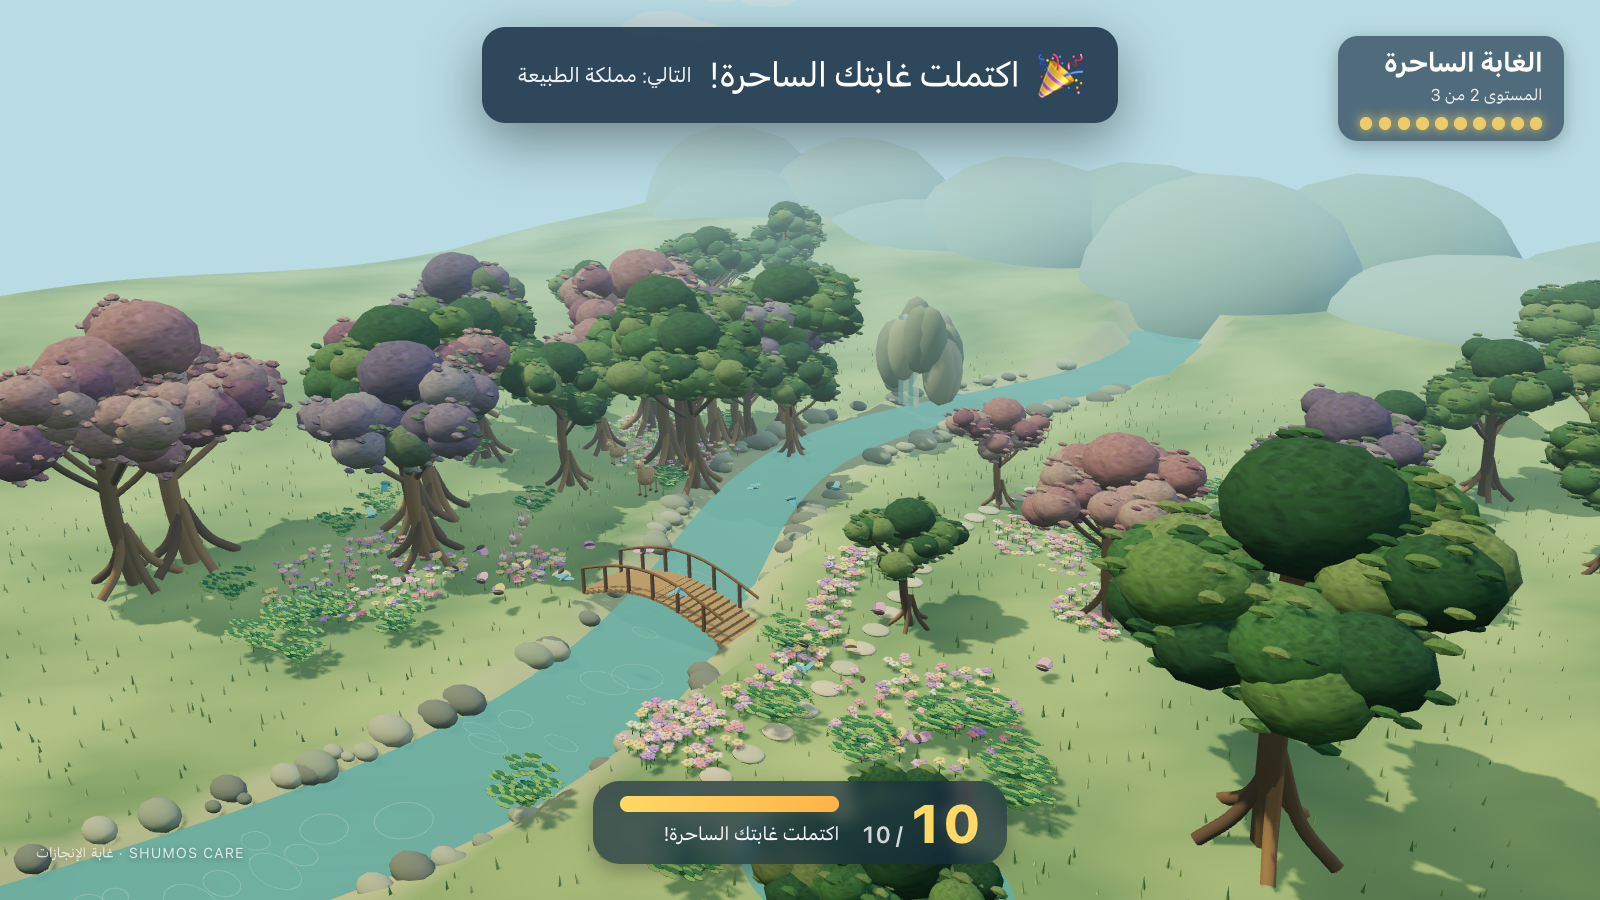 🎉 اكتملت غابتك الساحرة! التالي: مملكة الطبيعة
الغابة الساحرة
المستوى 2 من 3
10 / 10
اكتملت غابتك الساحرة!
غابة الإنجازات · SHUMOS CARE